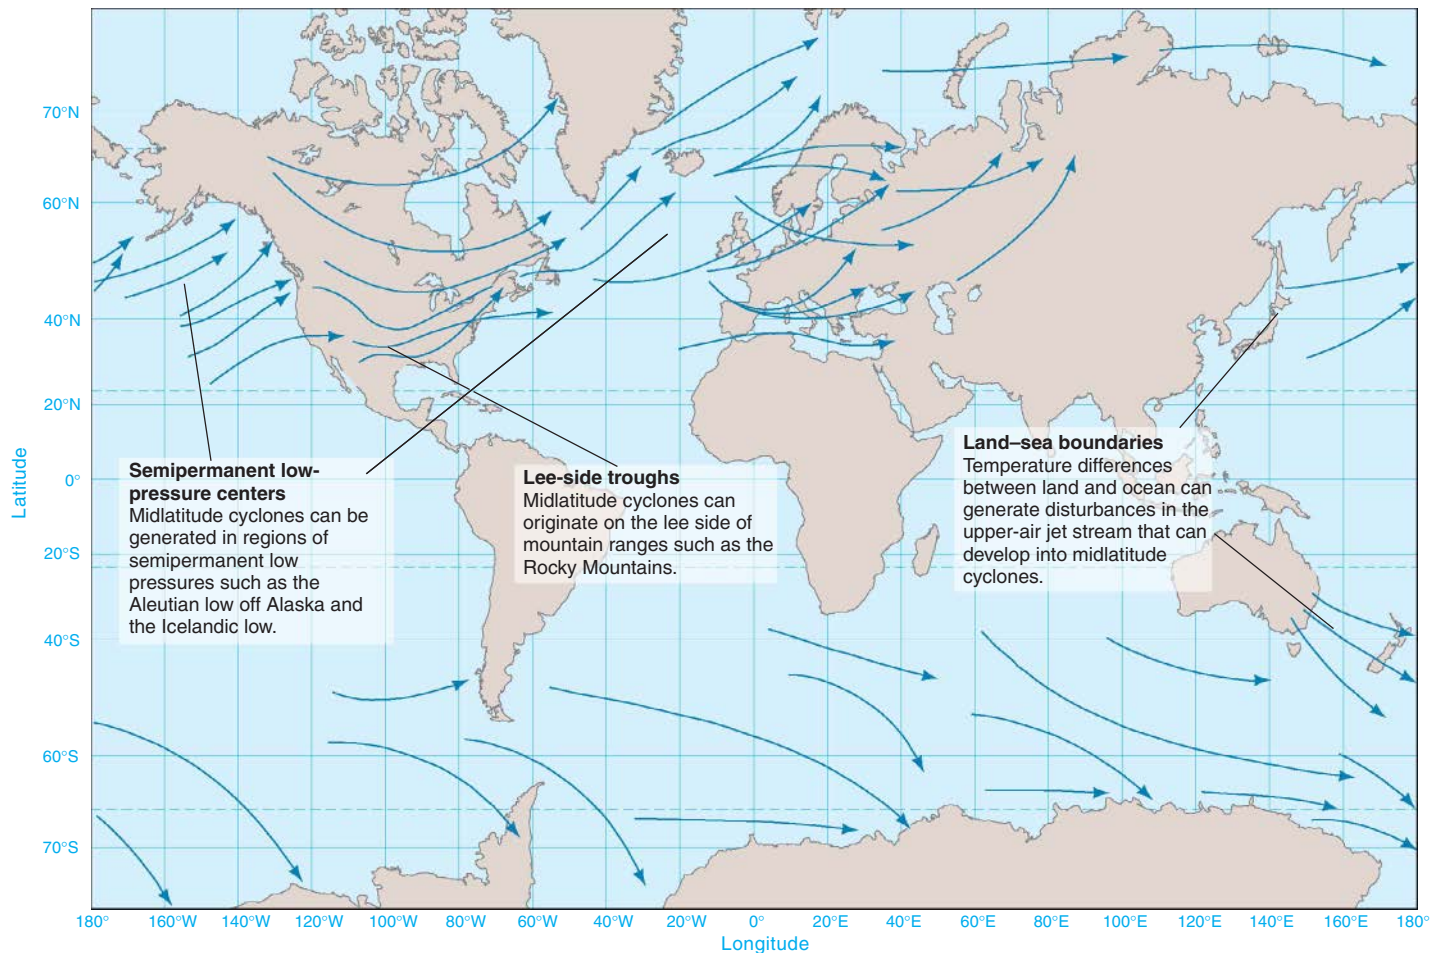 70°N
60°N
40°N
20°N
0°
20°S
40°S
60°S
70°S
Latitude
Semipermanent low-
pressure centers
Midlatitude cyclones can be
generated in regions of
semipermanent low
pressures such as the
Aleutian low off Alaska and
the Icelandic low.
Lee-side troughs
Midlatitude cyclones can
originate on the lee side of
mountain ranges such as the
Rocky Mountains.
Land–sea boundaries
Temperature differences
between land and ocean can
generate disturbances in the
upper-air jet stream that can
develop into midlatitude
cyclones.
180° 160°W 140°W 120°W 100°W 80°W 60°W 40°W 20°W 0° 20°E 40°E 60°E 80°E 100°E 120°E 140°E 160°E 180°
Longitude